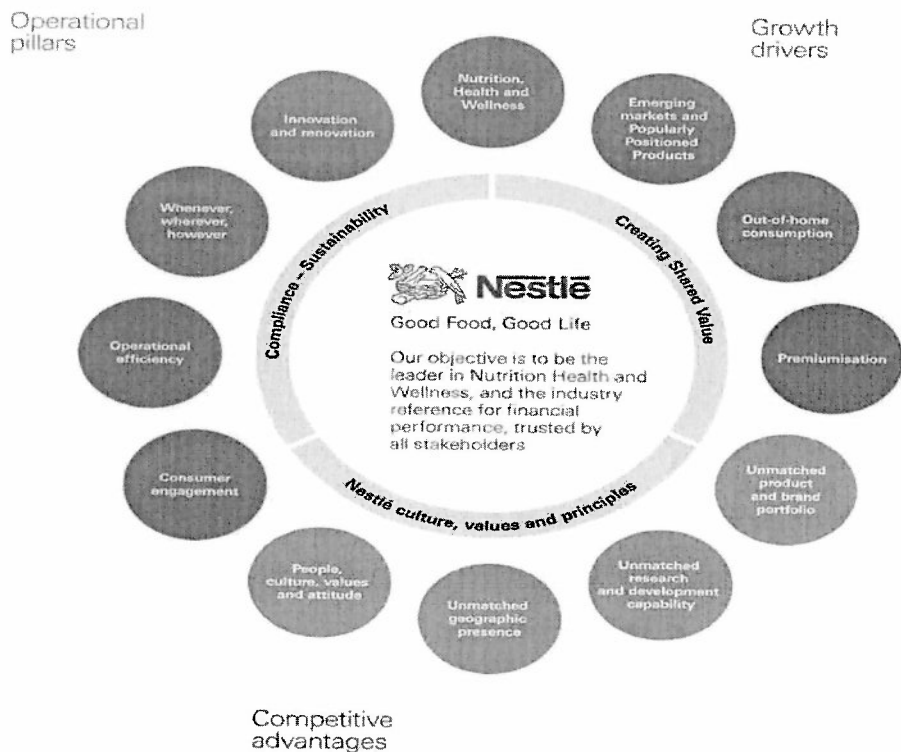 Operational
pillars
Growth
drivers
Nutrition,
Health and
Wellness
Emerging
markets and
Popularly
Positioned
Products
Out-of-home
consumption
Premiumisation
Unmatched
product
and brand
portfolio
Unmatched
research
and development
capability
Unmatched
geographic
presence
People,
culture, values
and attitude
Consumer
engagement
Operational
efficiency
Whenever,
wherever,
however
Innovation
and renovation
Compliance – Sustainability
Creating Shared Value
Nestlé culture, values and principles
Nestlé
Good Food, Good Life
Our objective is to be the
leader in Nutrition Health and
Wellness, and the industry
reference for financial
performance, trusted by
all stakeholders
Competitive
advantages